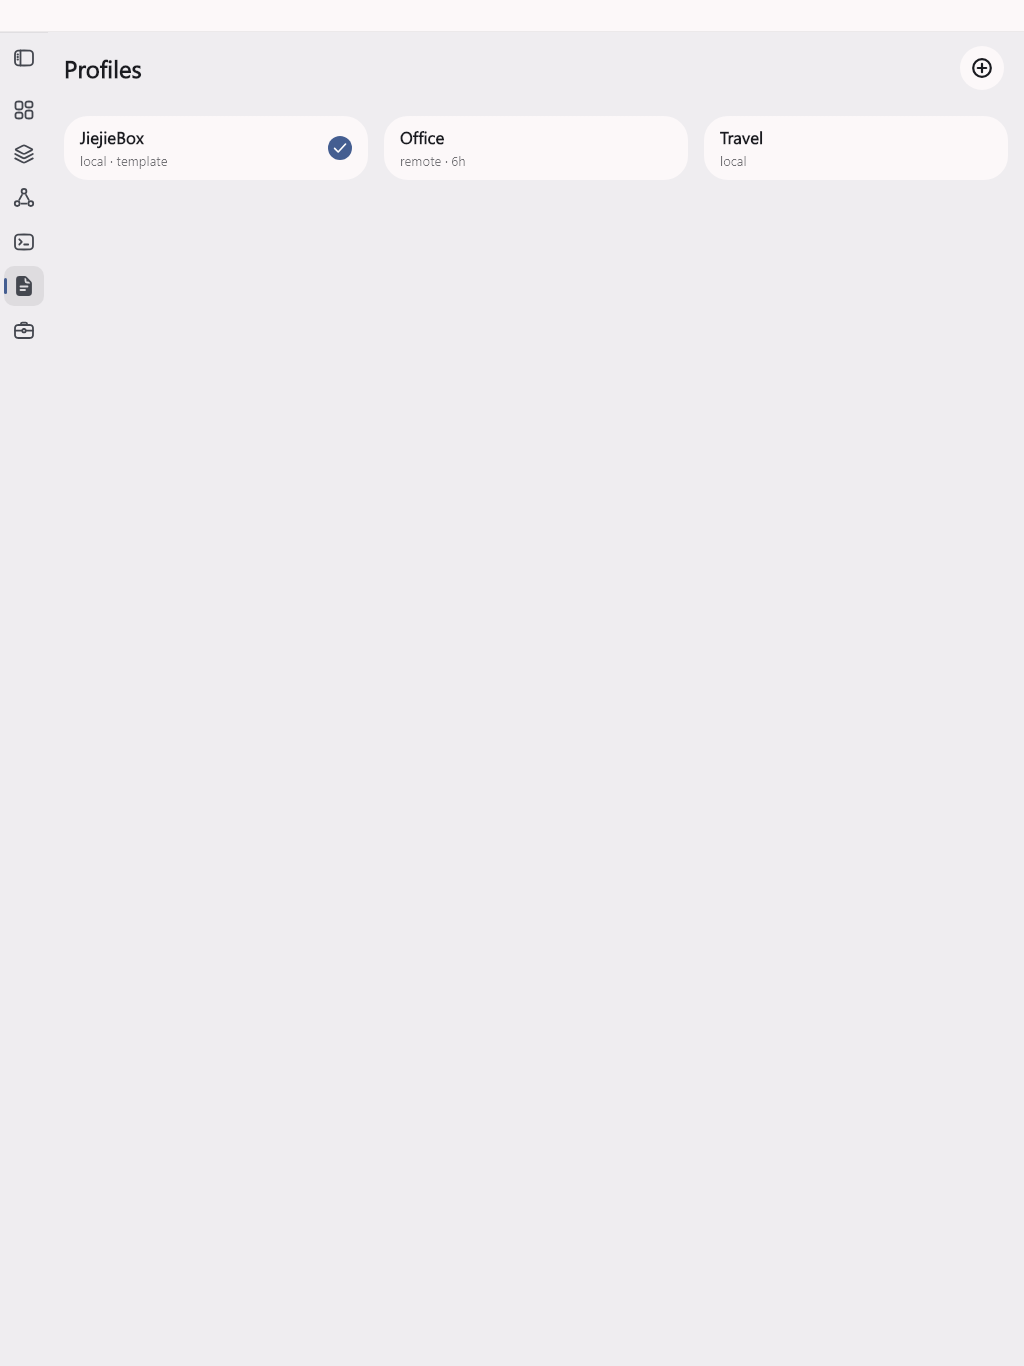 Profiles
JiejieBox
local · template
Office
remote · 6h
Travel
local